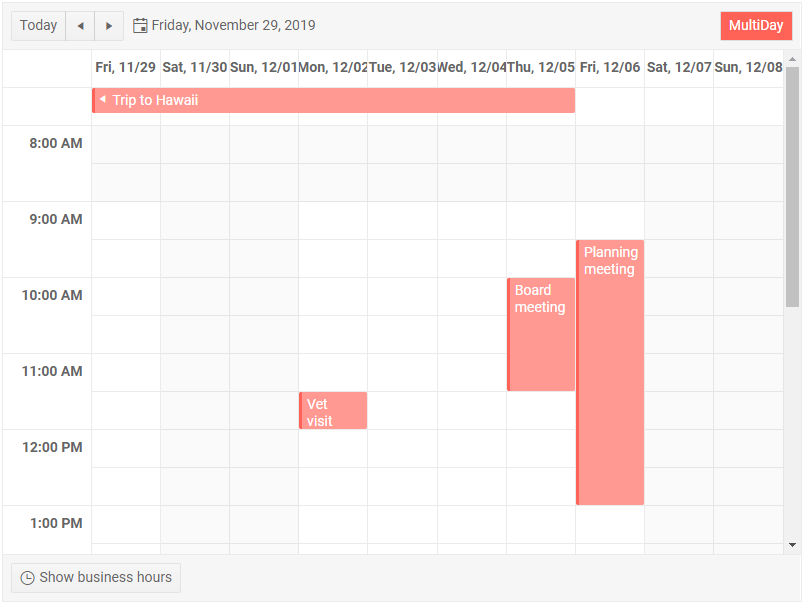 Today
Friday, November 29, 2019
MultiDay
Fri, 11/29 Sat, 11/30 Sun, 12/01 Mon, 12/02 Tue, 12/03 Wed, 12/04 Thu, 12/05 Fri, 12/06 Sat, 12/07 Sun, 12/08
Trip to Hawaii
8:00 AM
9:00 AM
Planning
meeting
10:00 AM
Board
meeting
11:00 AM
Vet
visit
12:00 PM
1:00 PM
Show business hours